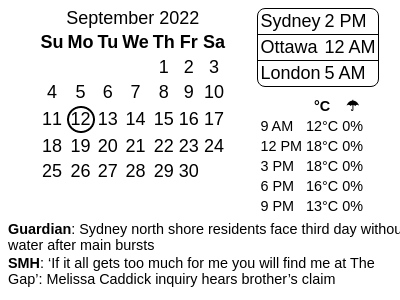 September 2022
Su Mo Tu We Th Fr Sa
1 2 3
4 5 6 7 8 9 10
11 12 13 14 15 16 17
18 19 20 21 22 23 24
25 26 27 28 29 30
Sydney 2 PM
Ottawa 12 AM
London 5 AM
°C ☂
9 AM 12°C 0%
12 PM 18°C 0%
3 PM 18°C 0%
6 PM 16°C 0%
9 PM 13°C 0%
Guardian: Sydney north shore residents face third day withou
water after main bursts
SMH: ‘If it all gets too much for me you will find me at The
Gap’: Melissa Caddick inquiry hears brother’s claim